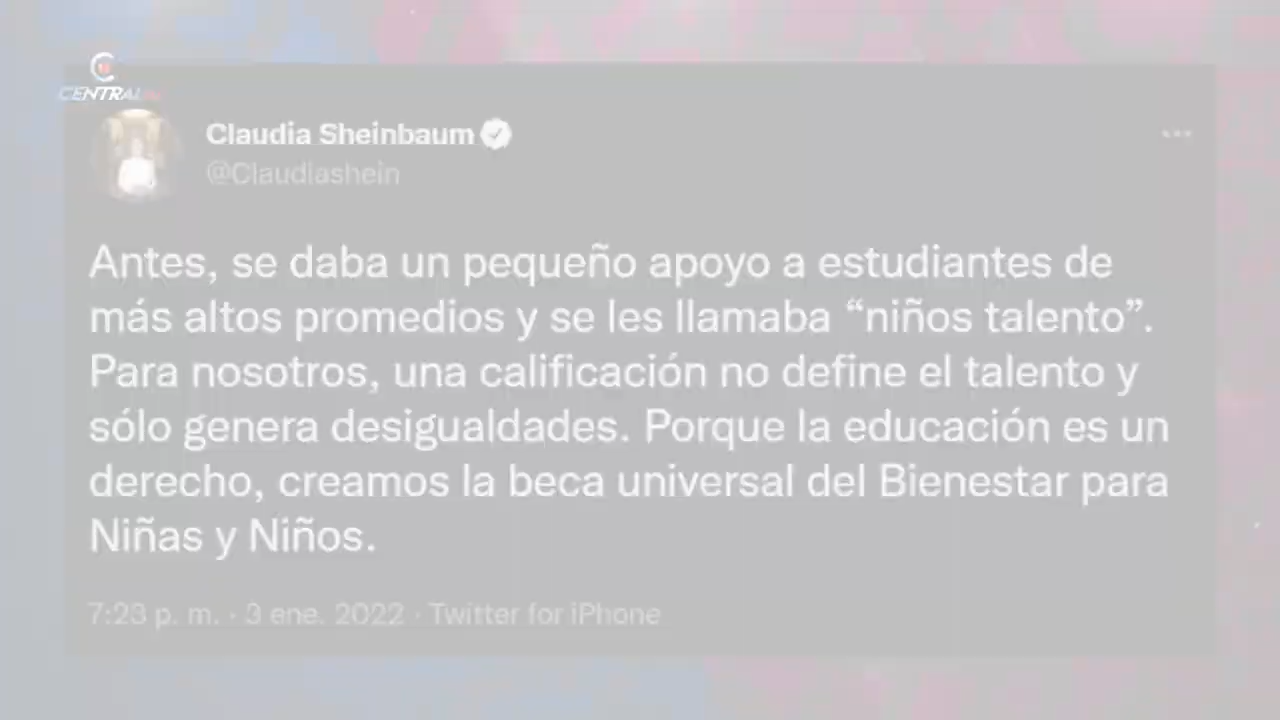 CENTRAL
Claudia Sheinbaum
@Claudiashein
Antes, se daba un pequeño apoyo a estudiantes de
más altos promedios y se les llamaba “niños talento”.
Para nosotros, una calificación no define el talento y
sólo genera desigualdades. Porque la educación es un
derecho, creamos la beca universal del Bienestar para
Niñas y Niños.
7:23 p. m. · 3 ene. 2022 · Twitter for iPhone